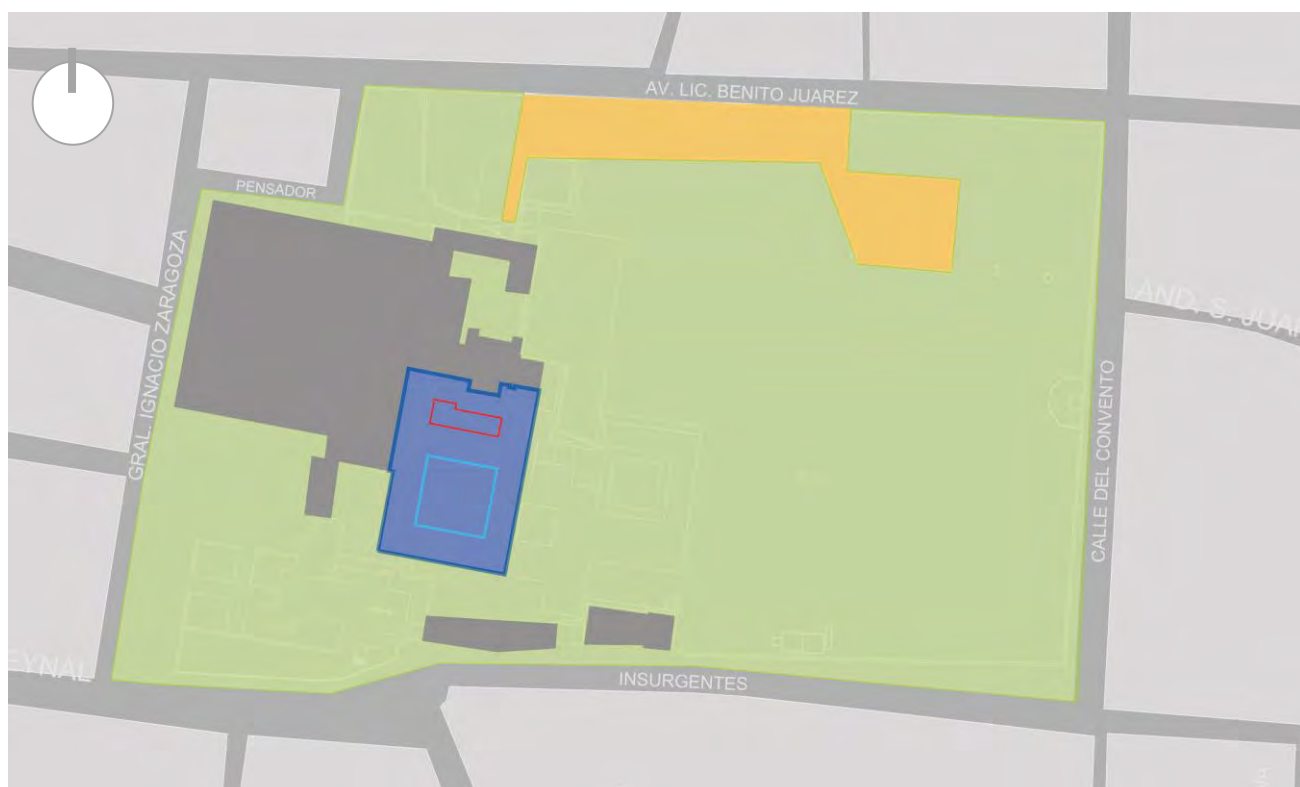 AV. LIC. BENITO JUAREZ
PENSADOR
GRAL. IGNACIO ZARAGOZA
AND. S. JUA
CALLE DEL CONVENTO
EYNAL
INSURGENTES